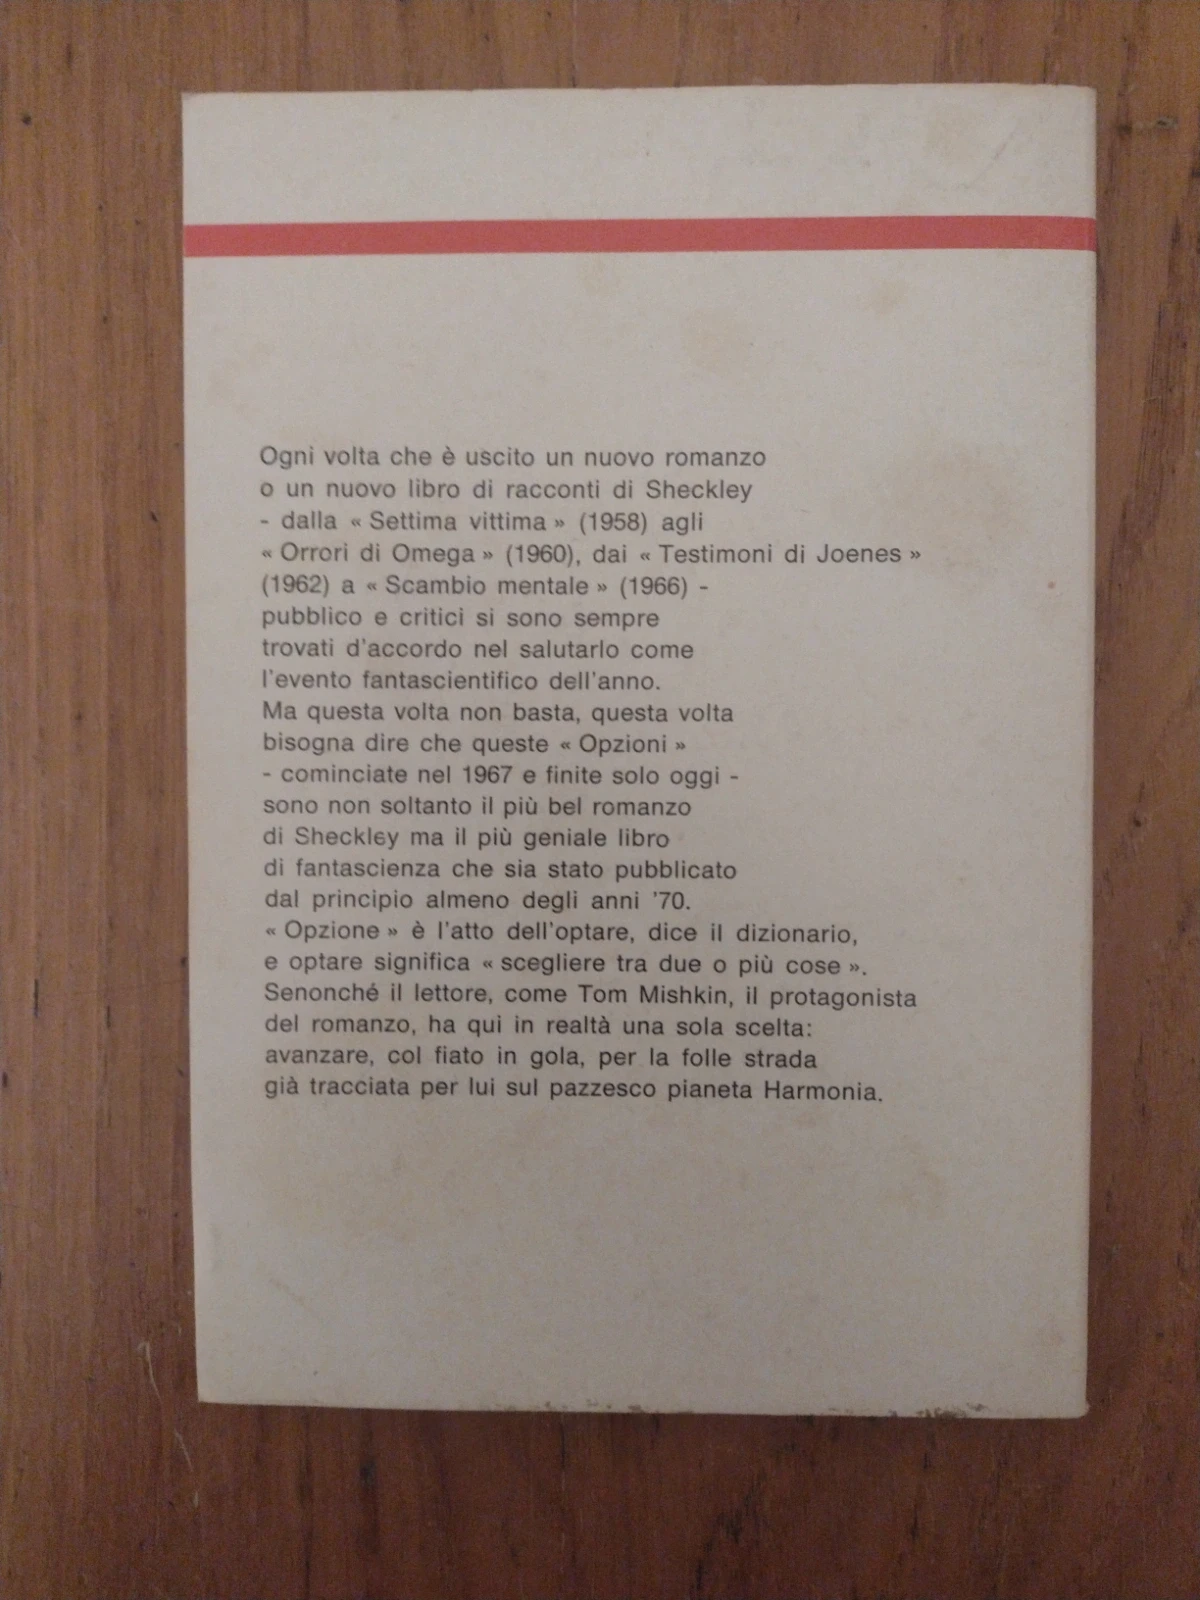 Ogni volta che è uscito un nuovo romanzo
o un nuovo libro di racconti di Sheckley
- dalla « Settima vittima » (1958) agli
« Orrori di Omega » (1960), dai « Testimoni di Joenes »
(1962) a « Scambio mentale » (1966) -
pubblico e critici si sono sempre
trovati d'accordo nel salutarlo come
l'evento fantascientifico dell'anno.
Ma questa volta non basta, questa volta
bisogna dire che queste « Opzioni »
- cominciate nel 1967 e finite solo oggi -
sono non soltanto il più bel romanzo
di Sheckley ma il più geniale libro
di fantascienza che sia stato pubblicato
dal principio almeno degli anni '70.
« Opzione » è l'atto dell'optare, dice il dizionario,
e optare significa « scegliere tra due o più cose ».
Senonché il lettore, come Tom Mishkin, il protagonista
del romanzo, ha qui in realtà una sola scelta:
avanzare, col fiato in gola, per la folle strada
già tracciata per lui sul pazzesco pianeta Harmonia.